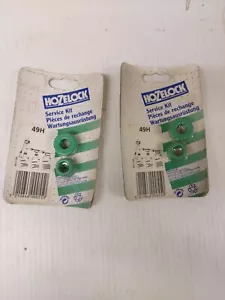 HOZELOCK
Service Kit
Pièces de rechange
Wartungsausrüstung
49H
HOZELOCK
Service Kit
Pièces de rechange
Wartungsausrüstung
49H